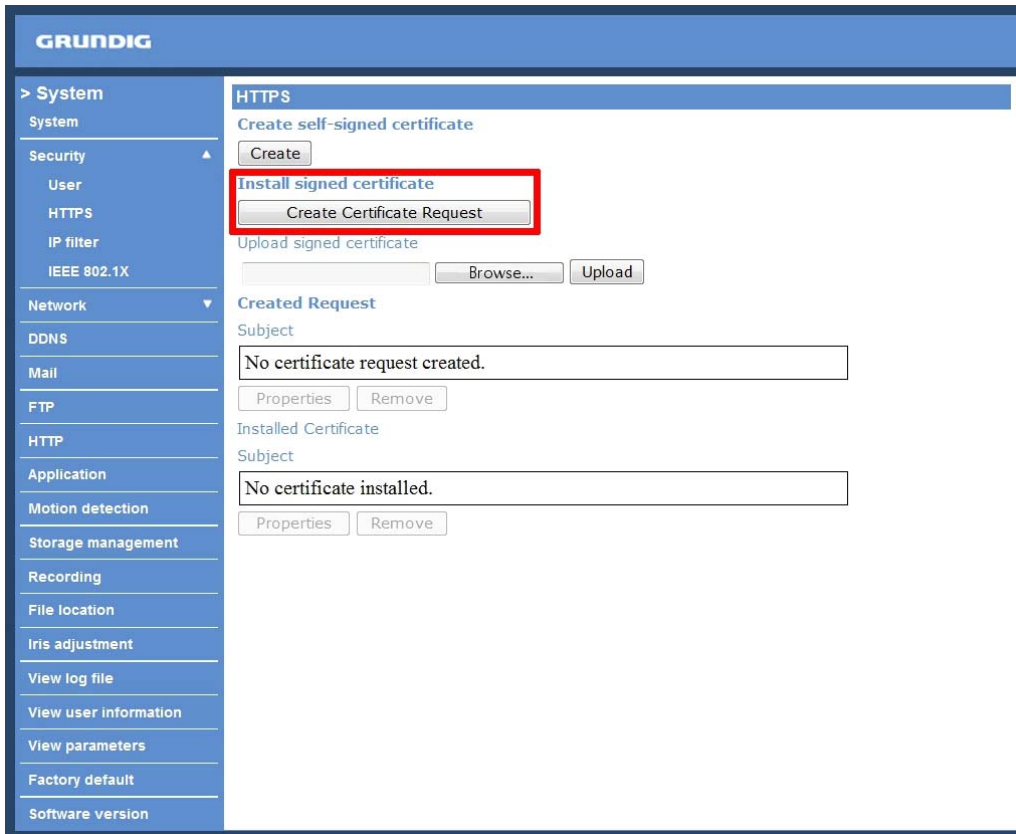 GRUNDIG
> System
System
Security
User
HTTPS
IP filter
IEEE 802.1X
Network
DDNS
Mail
FTP
HTTP
Application
Motion detection
Storage management
Recording
File location
Iris adjustment
View log file
View user information
View parameters
Factory default
Software version
HTTPS
Create self-signed certificate
Create
Install signed certificate
Create Certificate Request
Upload signed certificate
Browse... Upload
Created Request
Subject
No certificate request created.
Properties Remove
Installed Certificate
Subject
No certificate installed.
Properties Remove